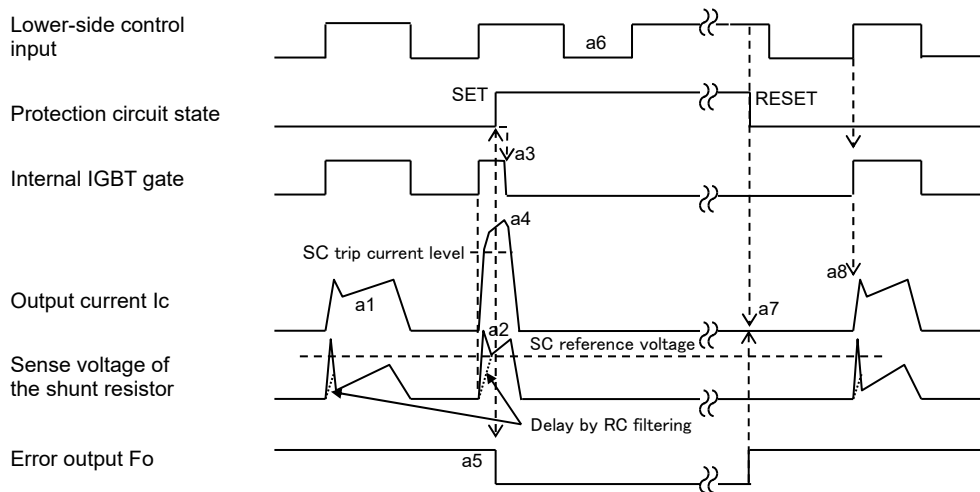 Lower-side control
input
a6
SET
RESET
Protection circuit state
a3
Internal IGBT gate
a4
SC trip current level
a8
Output current Ic
a1
a7
a2
SC reference voltage
Sense voltage of
the shunt resistor
Delay by RC filtering
Error output Fo
a5